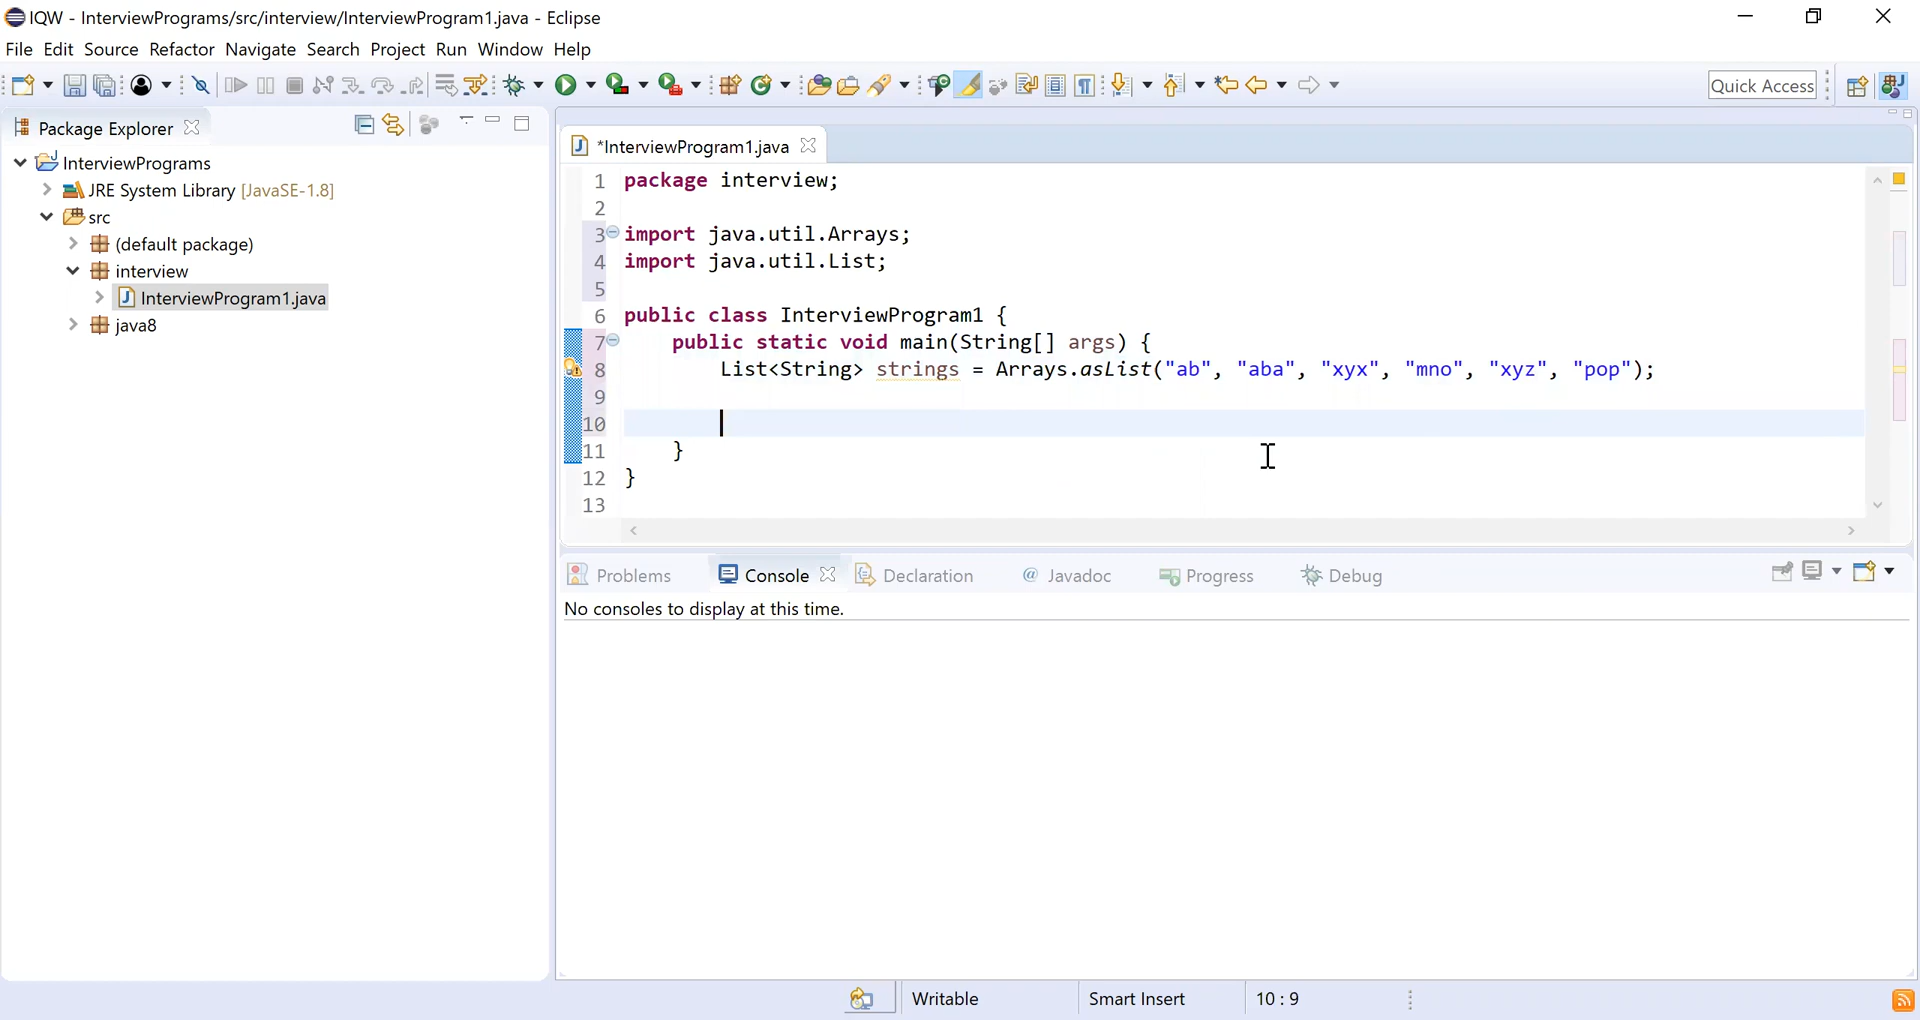 IQW - InterviewPrograms/src/interview/InterviewProgram1.java - Eclipse
File Edit Source Refactor Navigate Search Project Run Window Help
Quick Access
Package Explorer
InterviewPrograms
JRE System Library [JavaSE-1.8]
src
(default package)
interview
InterviewProgram1.java
java8
*InterviewProgram1.java
1 package interview;
2
3 import java.util.Arrays;
4 import java.util.List;
5
6 public class InterviewProgram1 {
7 public static void main(String[] args) {
8 List<String> strings = Arrays.asList("ab", "aba", "xyx", "mno", "xyz", "pop");
9
10
11 }
12 }
13
Problems Console Declaration @ Javadoc Progress Debug
No consoles to display at this time.
Writable Smart Insert 10 : 9